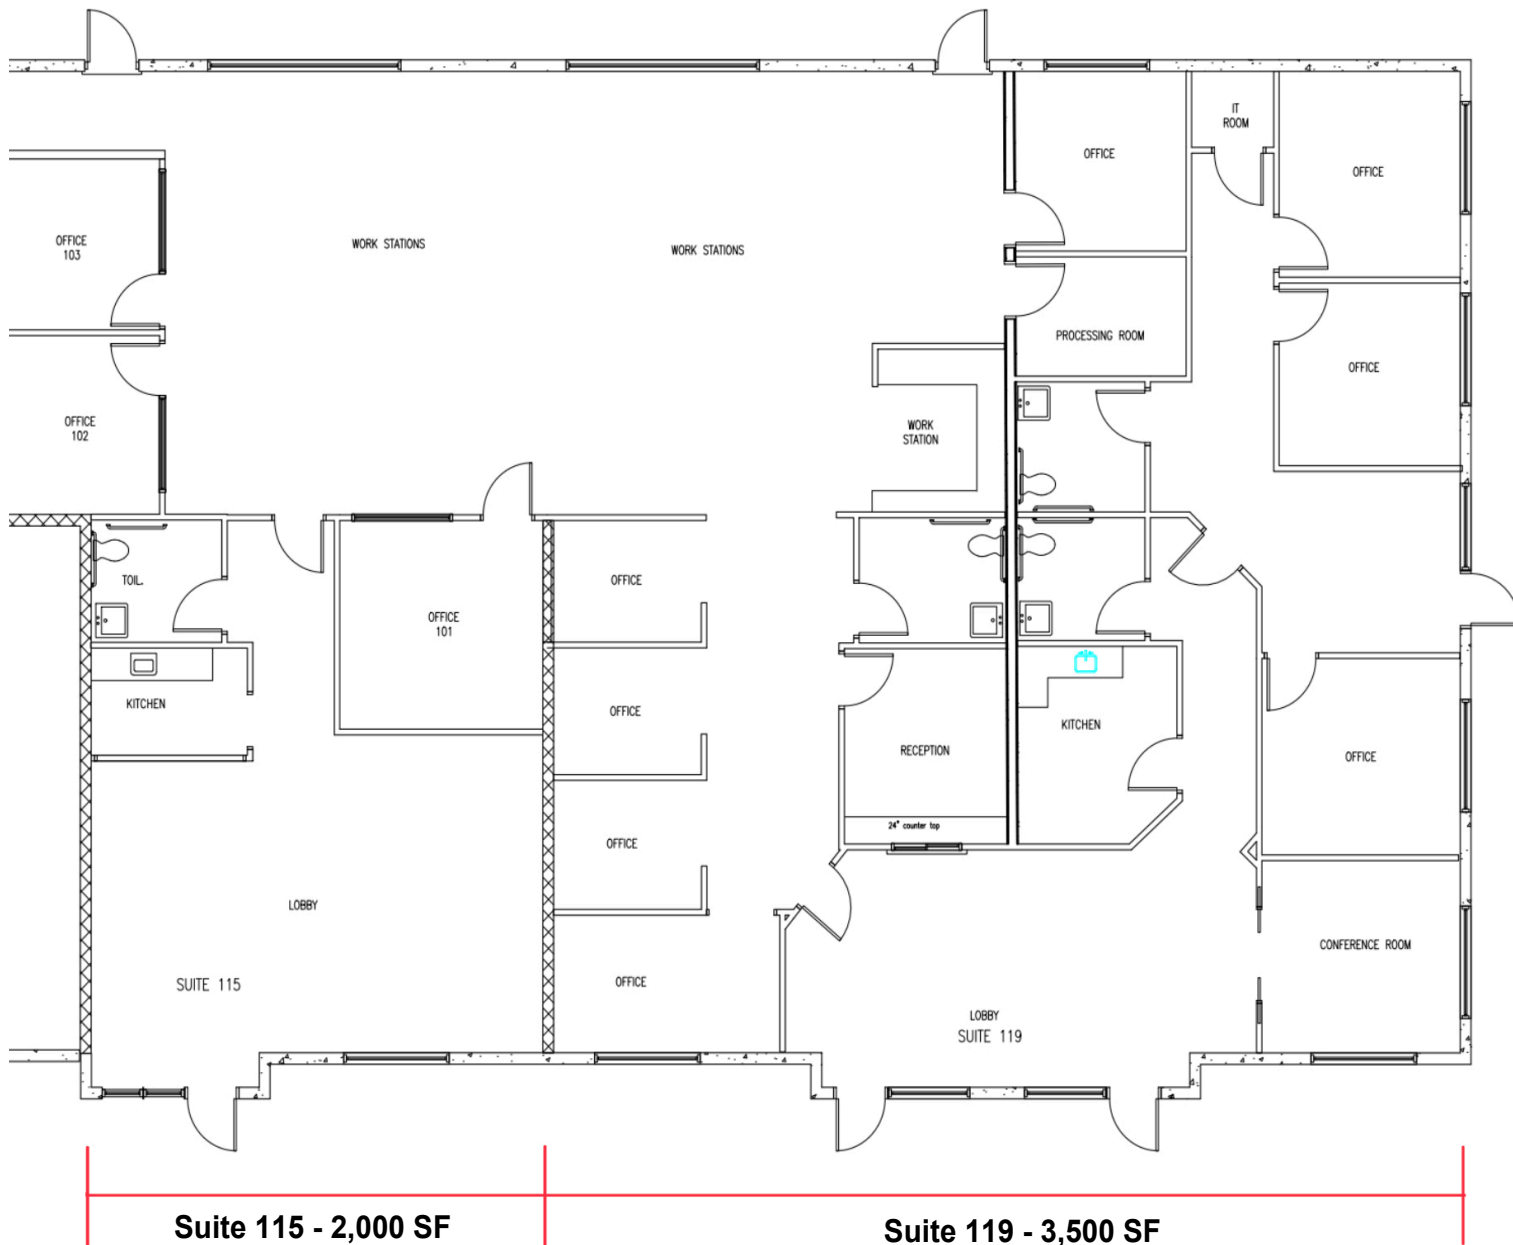 IT
ROOM
OFFICE
OFFICE
OFFICE
103
WORK STATIONS
WORK STATIONS
PROCESSING ROOM
OFFICE
OFFICE
102
WORK
STATION
TOIL.
OFFICE
OFFICE
101
KITCHEN
OFFICE
KITCHEN
RECEPTION
OFFICE
24" counter top
OFFICE
LOBBY
CONFERENCE ROOM
SUITE 115
OFFICE
LOBBY
SUITE 119
Suite 115 - 2,000 SF
Suite 119 - 3,500 SF